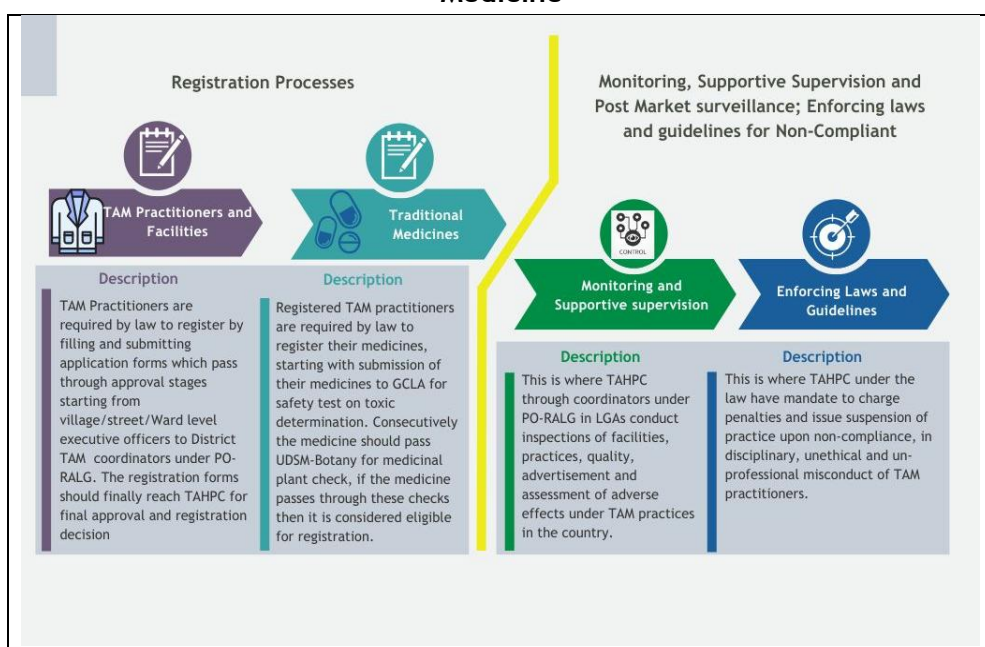 Medicine
Registration Processes
TAM Practitioners and
Facilities
Traditional
Medicines
Description
TAM Practitioners are
required by law to register by
filling and submitting
application forms which pass
through approval stages
starting from
village/street/Ward level
executive officers to District
TAM coordinators under PO-
RALG. The registration forms
should finally reach TAHPC for
final approval and registration
decision
Description
Registered TAM practitioners
are required by law to
register their medicines,
starting with submission of
their medicines to GCLA for
safety test on toxic
determination. Consecutively
the medicine should pass
UDSM-Botany for medicinal
plant check, if the medicine
passes through these checks
then it is considered eligible
for registration.
Monitoring, Supportive Supervision and
Post Market surveillance; Enforcing laws
and guidelines for Non-Compliant
CONTROL
Monitoring and
Supportive supervision
Enforcing Laws and
Guidelines
Description
This is where TAHPC
through coordinators under
PO-RALG in LGAs conduct
inspections of facilities,
practices, quality,
advertisement and
assessment of adverse
effects under TAM practices
in the country.
Description
This is where TAHPC under the
law have mandate to charge
penalties and issue suspension of
practice upon non-compliance, in
disciplinary, unethical and un-
professional misconduct of TAM
practitioners.